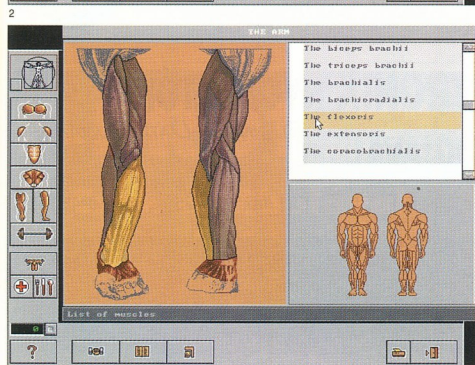 2
THE ARM
The biceps brachii
The triceps brachii
The brachialis
The brachioradialis
The flexoris
The extensoris
The coracobrachialis
List of muscles
0
?